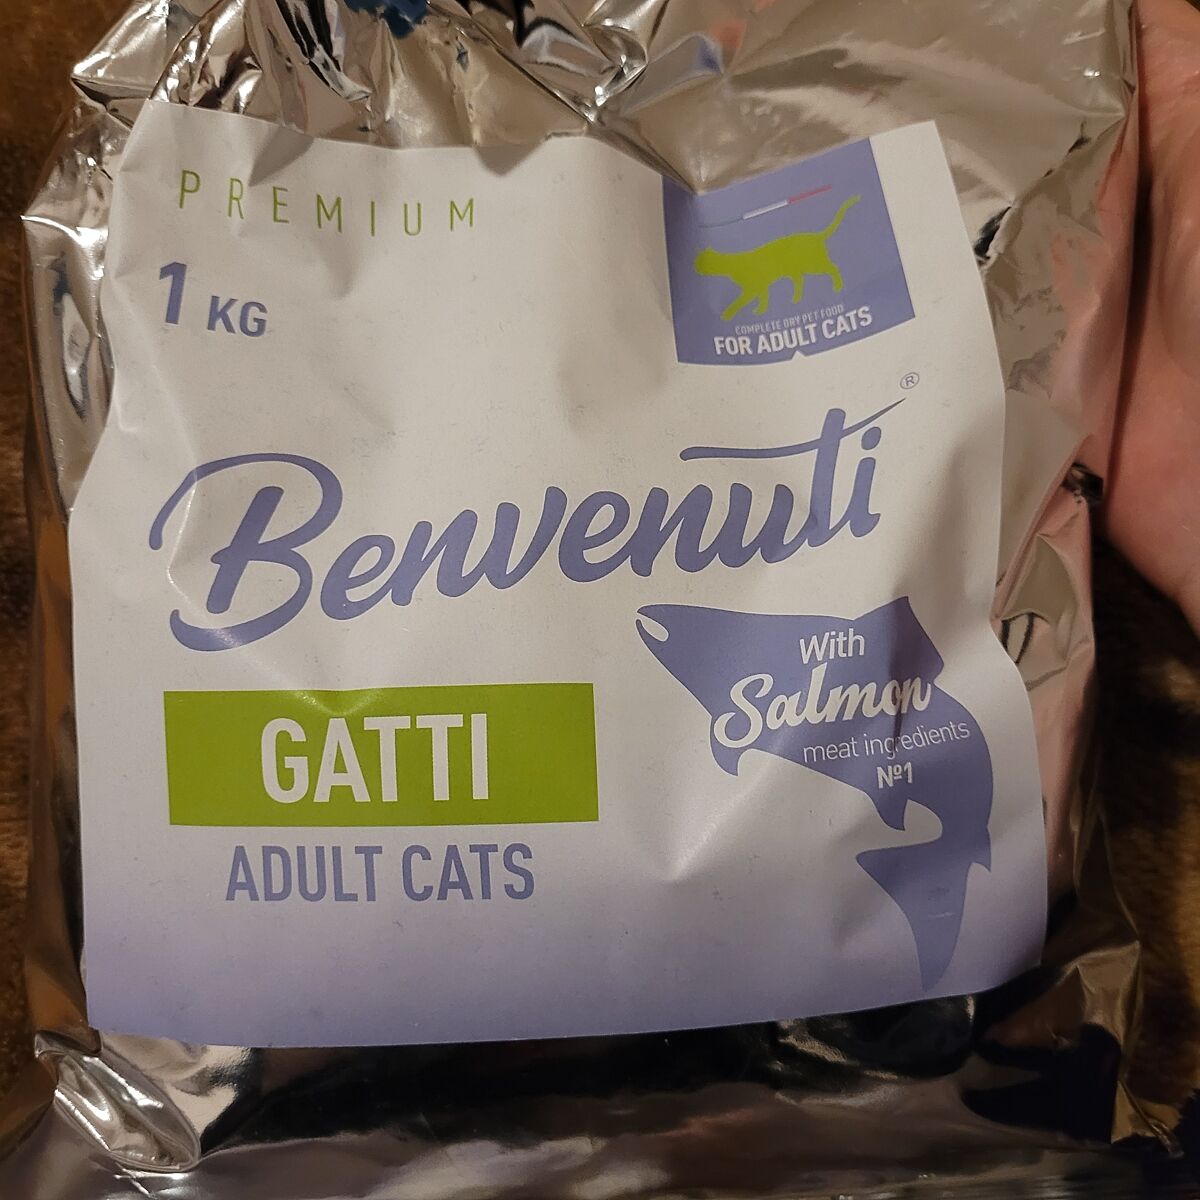 PREMIUM
1 KG
COMPLETE DRY PET FOOD
FOR ADULT CATS
Benvenuti®
GATTI
ADULT CATS
With
Salmon
meat ingredients
№1